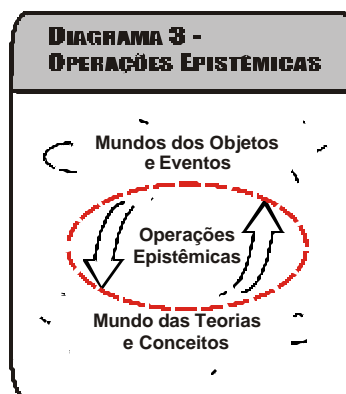 DIAGRAMA 3 -
OPERAÇÕES EPISTÊMICAS
Mundos dos Objetos
e Eventos
Operações
Epistêmicas
Mundo das Teorias
e Conceitos